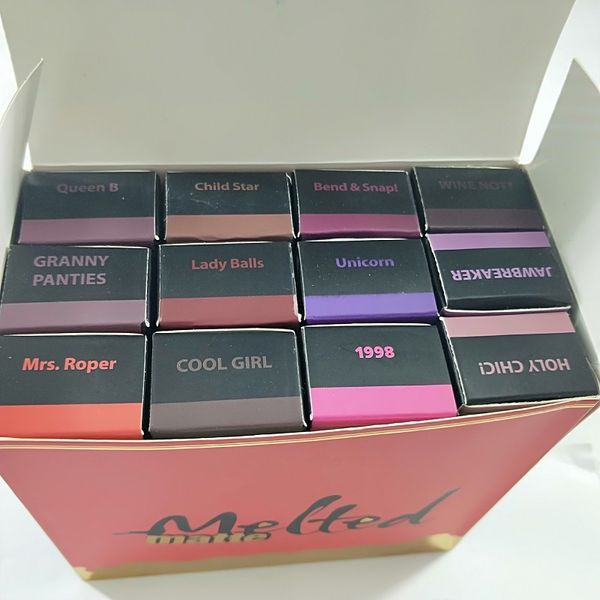 Queen B
Child Star
Bend & Snap!
WINE NOT?
GRANNY
PANTIES
Lady Balls
Unicorn
JAWBREAKER
Mrs. Roper
COOL GIRL
1998
HOLY CHIC!
Melted
matte